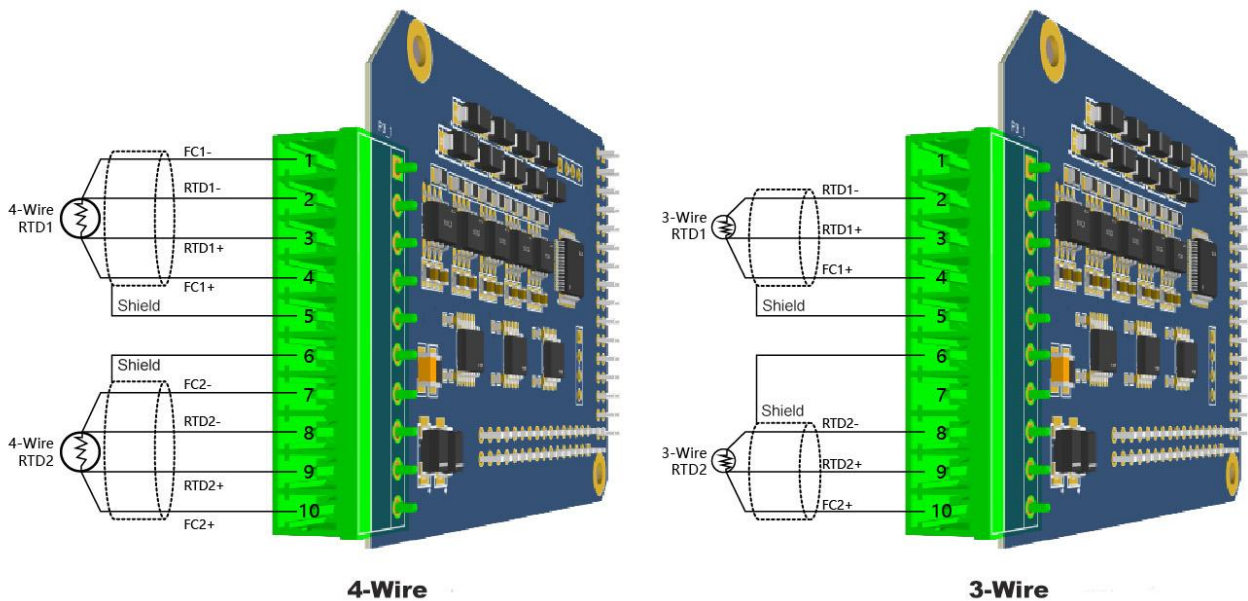 FC1-
1
RTD1-
2
4-Wire
RTD1
RTD1+
3
FC1+
4
Shield
5
Shield
6
FC2-
7
RTD2-
8
4-Wire
RTD2
9
RTD2+
10
FC2+
4-Wire
1
RTD1-
2
3-Wire
RTD1
RTD1+
3
FC1+
4
Shield
5
6
7
Shield
RTD2-
8
3-Wire
RTD2
RTD2+
9
FC2+
10
3-Wire